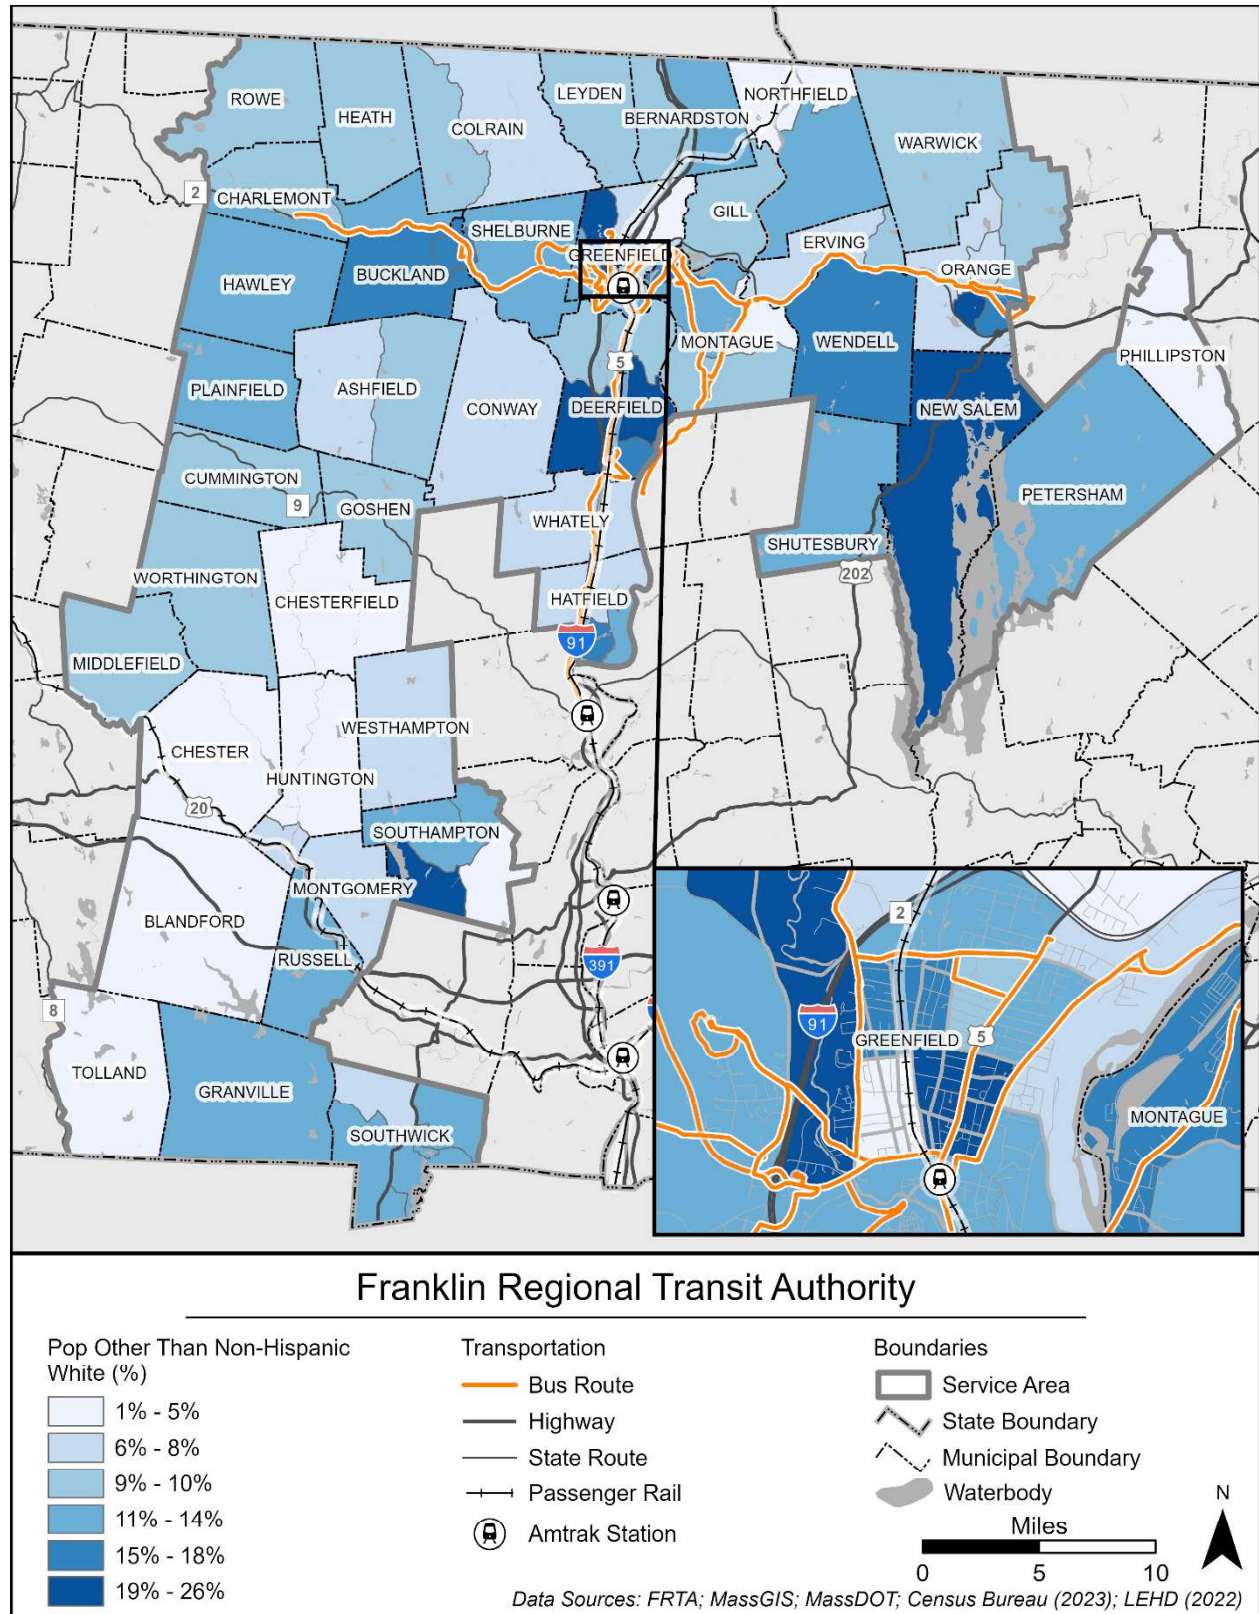 ROWE
HEATH
COLRAIN
LEYDEN
BERNARDSTON
NORTHFIELD
WARWICK
2
CHARLEMONT
SHELBURNE
GILL
GREENFIELD
ERVING
ORANGE
HAWLEY
BUCKLAND
MONTAGUE
WENDELL
PHILLIPSTON
5
PLAINFIELD
ASHFIELD
CONWAY
DEERFIELD
NEW SALEM
CUMMINGTON
9
GOSHEN
PETERSHAM
WHATELY
SHUTESBURY
202
WORTHINGTON
CHESTERFIELD
HATFIELD
91
MIDDLEFIELD
WESTHAMPTON
CHESTER
HUNTINGTON
20
SOUTHAMPTON
MONTGOMERY
BLANDFORD
RUSSELL
391
8
TOLLAND
GRANVILLE
SOUTHWICK
2
91
GREENFIELD
5
MONTAGUE
Franklin Regional Transit Authority
Pop Other Than Non-Hispanic
White (%)
1% - 5%
6% - 8%
9% - 10%
11% - 14%
15% - 18%
19% - 26%
Transportation
Bus Route
Highway
State Route
Passenger Rail
Amtrak Station
Boundaries
Service Area
State Boundary
Municipal Boundary
Waterbody
N
Miles
0 5 10
Data Sources: FRTA; MassGIS; MassDOT; Census Bureau (2023); LEHD (2022)